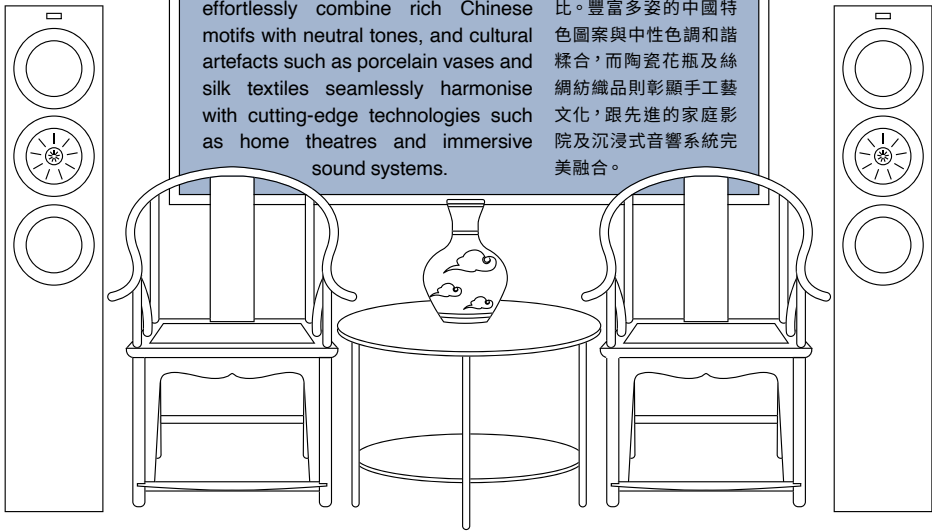 effortlessly combine rich Chinese
motifs with neutral tones, and cultural
artefacts such as porcelain vases and
silk textiles seamlessly harmonise
with cutting-edge technologies such
as home theatres and immersive
sound systems.
比。豐富多姿的中國特
色圖案與中性色調和諧
糅合，而陶瓷花瓶及絲
綢紡織品則彰顯手工藝
文化，跟先進的家庭影
院及沉浸式音響系統完
美融合。